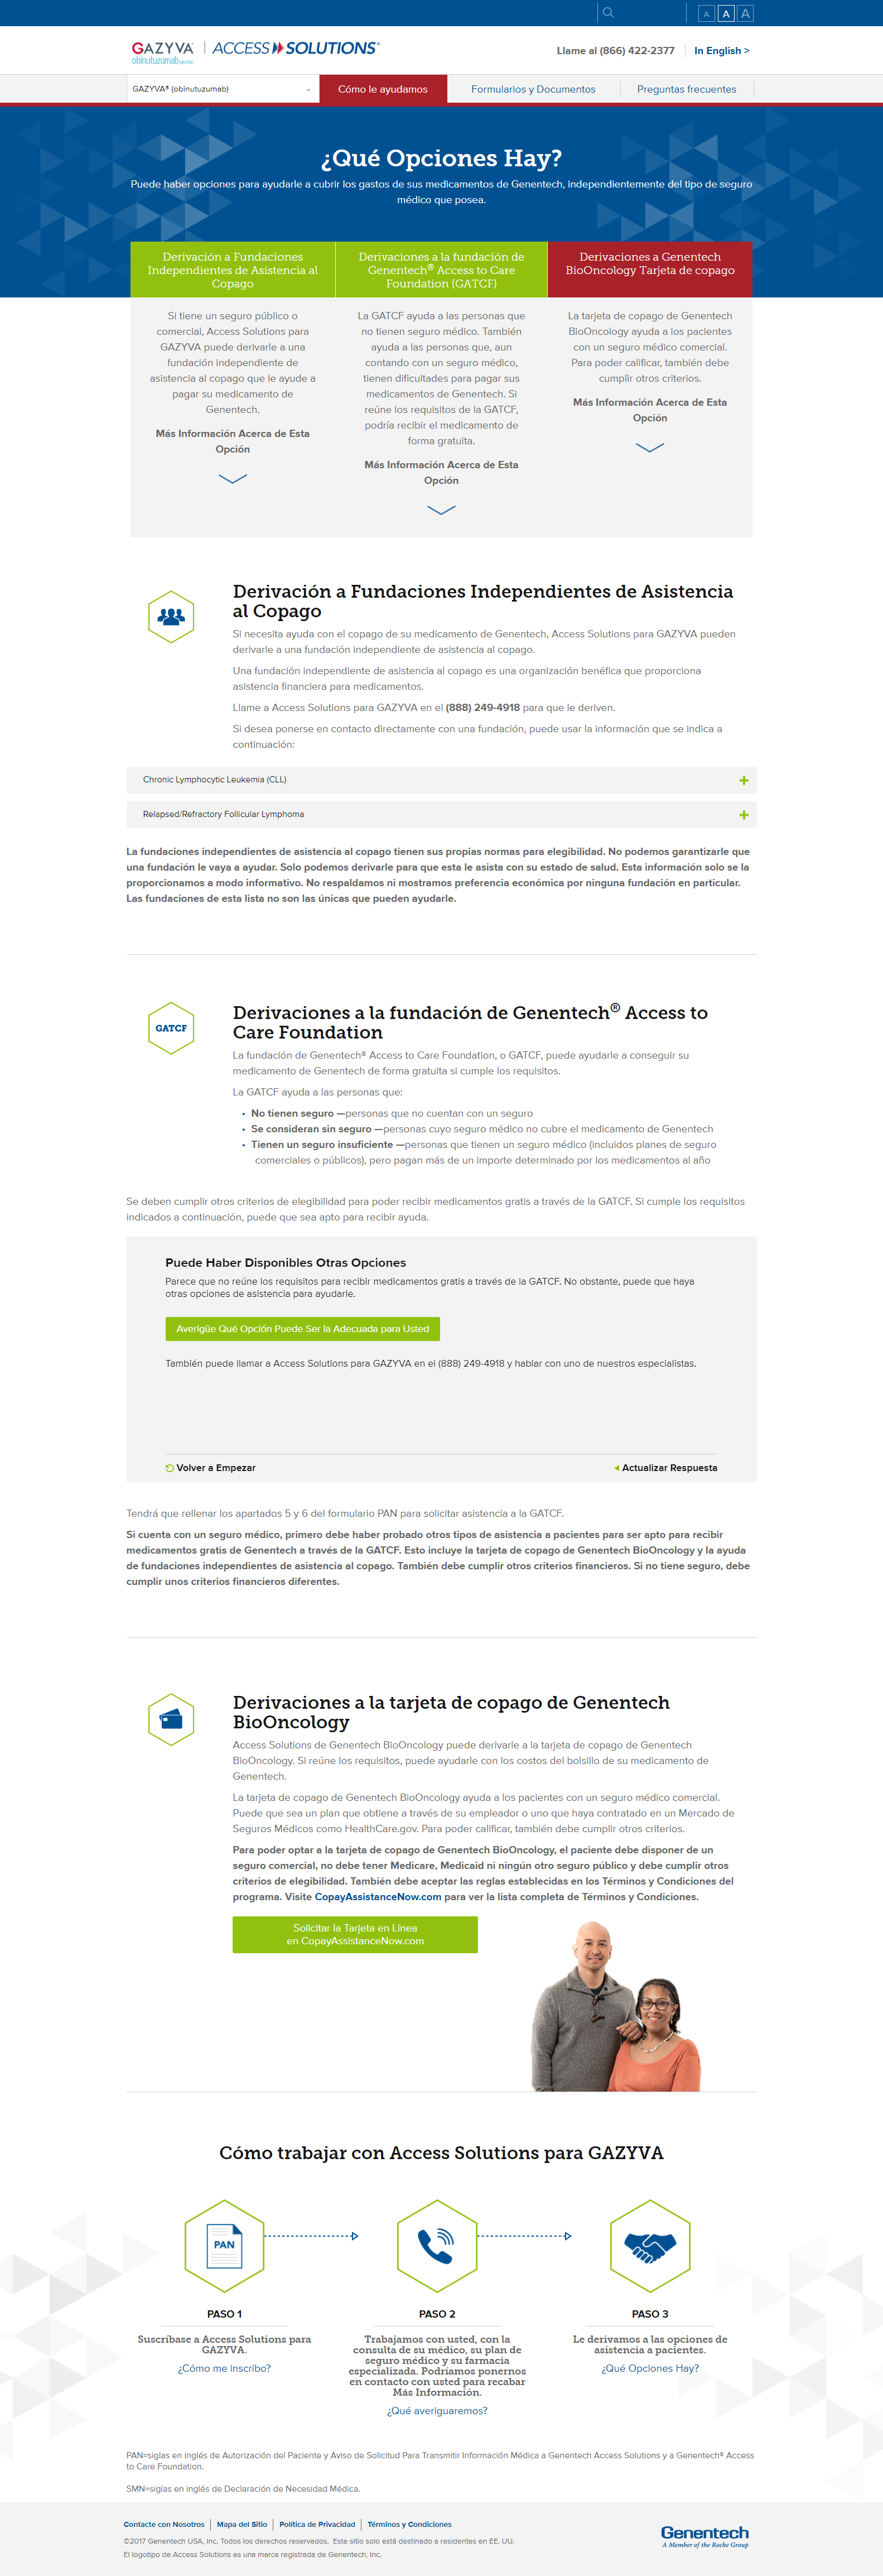 A A A
GAZYVA®
obinutuzumab injection
ACCESS SOLUTIONS®
Llame al (866) 422-2377
In English >
GAZYVA® (obinutuzumab)
Cómo le ayudamos
Formularios y Documentos
Preguntas frecuentes
¿Qué Opciones Hay?
Puede haber opciones para ayudarle a cubrir los gastos de sus medicamentos de Genentech, independientemente del tipo de seguro
médico que posea.
Derivación a Fundaciones
Independientes de Asistencia al
Copago
Si tiene un seguro público o
comercial, Access Solutions para
GAZYVA puede derivarle a una
fundación independiente de
asistencia al copago que le ayude a
pagar su medicamento de
Genentech.
Más Información Acerca de Esta
Opción
Derivaciones a la fundación de
Genentech® Access to Care
Foundation (GATCF)
La GATCF ayuda a las personas que
no tienen seguro médico. También
ayuda a las personas que, aun
contando con un seguro médico,
tienen dificultades para pagar sus
medicamentos de Genentech. Si
reúne los requisitos de la GATCF,
podría recibir el medicamento de
forma gratuita.
Más Información Acerca de Esta
Opción
Derivaciones a Genentech
BioOncology Tarjeta de copago
La tarjeta de copago de Genentech
BioOncology ayuda a los pacientes
con un seguro médico comercial.
Para poder calificar, también debe
cumplir otros criterios.
Más Información Acerca de Esta
Opción
Derivación a Fundaciones Independientes de Asistencia
al Copago
Si necesita ayuda con el copago de su medicamento de Genentech, Access Solutions para GAZYVA pueden
derivarle a una fundación independiente de asistencia al copago.
Una fundación independiente de asistencia al copago es una organización benéfica que proporciona
asistencia financiera para medicamentos.
Llame a Access Solutions para GAZYVA en el (888) 249-4918 para que le deriven.
Si desea ponerse en contacto directamente con una fundación, puede usar la información que se indica a
continuación:
Chronic Lymphocytic Leukemia (CLL)
Relapsed/Refractory Follicular Lymphoma
La fundaciones independientes de asistencia al copago tienen sus propias normas para elegibilidad. No podemos garantizarle que
una fundación le vaya a ayudar. Solo podemos derivarle para que esta le asista con su estado de salud. Esta información solo se la
proporcionamos a modo informativo. No respaldamos ni mostramos preferencia económica por ninguna fundación en particular.
Las fundaciones de esta lista no son las únicas que pueden ayudarle.
GATCF
Derivaciones a la fundación de Genentech® Access to
Care Foundation
La fundación de Genentech® Access to Care Foundation, o GATCF, puede ayudarle a conseguir su
medicamento de Genentech de forma gratuita si cumple los requisitos.
La GATCF ayuda a las personas que:
• No tienen seguro —personas que no cuentan con un seguro
• Se consideran sin seguro —personas cuyo seguro médico no cubre el medicamento de Genentech
• Tienen un seguro insuficiente —personas que tienen un seguro médico (incluidos planes de seguro
comerciales o públicos), pero pagan más de un importe determinado por los medicamentos al año
Se deben cumplir otros criterios de elegibilidad para poder recibir medicamentos gratis a través de la GATCF. Si cumple los requisitos
indicados a continuación, puede que sea apto para recibir ayuda.
Puede Haber Disponibles Otras Opciones
Parece que no reúne los requisitos para recibir medicamentos gratis a través de la GATCF. No obstante, puede que haya
otras opciones de asistencia para ayudarle.
Averigüe Qué Opción Puede Ser la Adecuada para Usted
También puede llamar a Access Solutions para GAZYVA en el (888) 249-4918 y hablar con uno de nuestros especialistas.
Volver a Empezar
Actualizar Respuesta
Tendrá que rellenar los apartados 5 y 6 del formulario PAN para solicitar asistencia a la GATCF.
Si cuenta con un seguro médico, primero debe haber probado otros tipos de asistencia a pacientes para ser apto para recibir
medicamentos gratis de Genentech a través de la GATCF. Esto incluye la tarjeta de copago de Genentech BioOncology y la ayuda
de fundaciones independientes de asistencia al copago. También debe cumplir otros criterios financieros. Si no tiene seguro, debe
cumplir unos criterios financieros diferentes.
Derivaciones a la tarjeta de copago de Genentech
BioOncology
Access Solutions de Genentech BioOncology puede derivarle a la tarjeta de copago de Genentech
BioOncology. Si reúne los requisitos, puede ayudarle con los costos del bolsillo de su medicamento de
Genentech.
La tarjeta de copago de Genentech BioOncology ayuda a los pacientes con un seguro médico comercial.
Puede que sea un plan que obtiene a través de su empleador o uno que haya contratado en un Mercado de
Seguros Médicos como HealthCare.gov. Para poder calificar, también debe cumplir otros criterios.
Para poder optar a la tarjeta de copago de Genentech BioOncology, el paciente debe disponer de un
seguro comercial, no debe tener Medicare, Medicaid ni ningún otro seguro público y debe cumplir otros
criterios de elegibilidad. También debe aceptar las reglas establecidas en los Términos y Condiciones del
programa. Visite CopayAssistanceNow.com para ver la lista completa de Términos y Condiciones.
Solicitar la Tarjeta en Línea
en CopayAssistanceNow.com
Cómo trabajar con Access Solutions para GAZYVA
PAN
PASO 1
Suscríbase a Access Solutions para
GAZYVA.
¿Cómo me inscribo?
PASO 2
Trabajamos con usted, con la
consulta de su médico, su plan de
seguro médico y su farmacia
especializada. Podríamos ponernos
en contacto con usted para recabar
Más Información.
¿Qué averiguaremos?
PASO 3
Le derivamos a las opciones de
asistencia a pacientes.
¿Qué Opciones Hay?
PAN=siglas en inglés de Autorización del Paciente y Aviso de Solicitud Para Transmitir Información Médica a Genentech Access Solutions y a Genentech® Access
to Care Foundation.
SMN=siglas en inglés de Declaración de Necesidad Médica.
Contacte con Nosotros
Mapa del Sitio
Política de Privacidad
Términos y Condiciones
©2017 Genentech USA, Inc. Todos los derechos reservados. Este sitio solo está destinado a residentes en EE. UU.
El logotipo de Access Solutions es una marca registrada de Genentech, Inc.
Genentech
A Member of the Roche Group